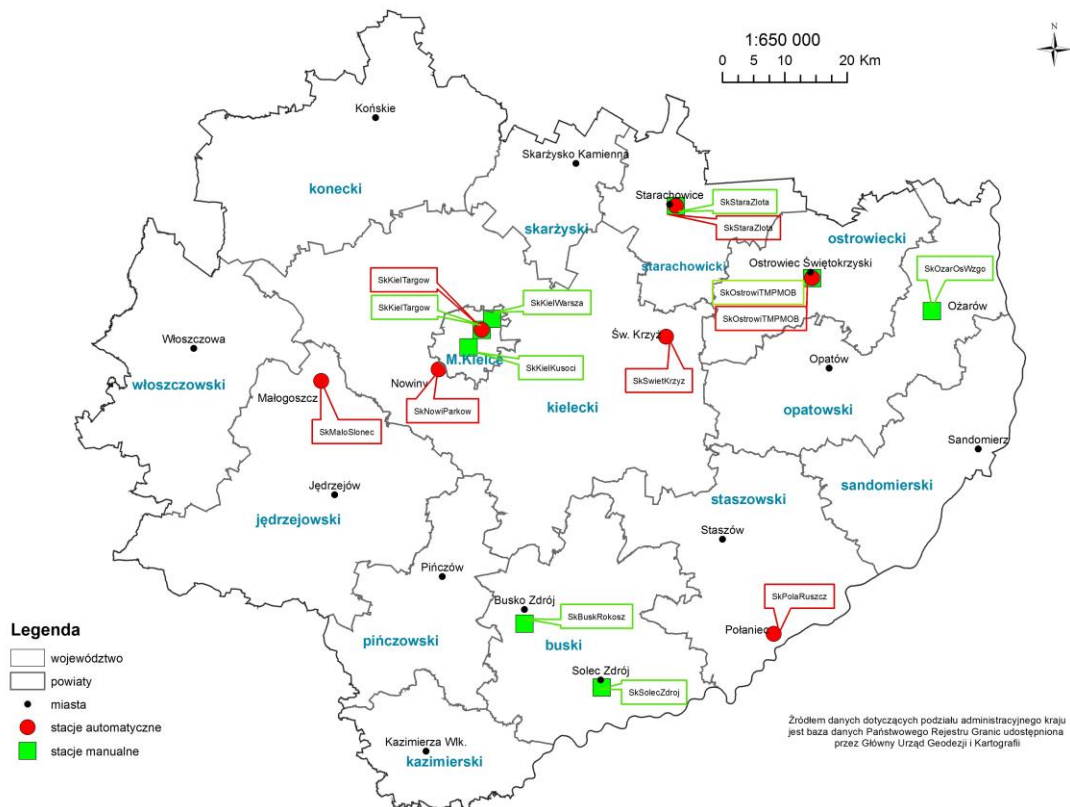 1:650 000
N
0 5 10 20 Km
Końskie
Skarżysko Kamienna
konecki
Starachowice
SkStaraZlota
SkStaraZlota
skarżyski
ostrowiecki
starachowicki
Ostrowiec Świętokrzyski
SkOzarOsWzgo
SkKielTargow
SkOstrowiTMPMOB
SkKielTargow
SkKielWarsza
Ożarów
SkOstrowiTMPMOB
Włoszczowa
Św. Krzyż
M.Kielce
Opatów
SkKielKusoci
włoszczowski
Nowiny
SkSwietKrzyz
Małogoszcz
kielecki
opatowski
SkNowiParkow
SkMaloSlonec
Sandomierz
Jędrzejów
sandomierski
staszowski
jędrzejowski
Staszów
Pińczów
SkPolaRuszcz
Busko Zdrój
SkBuskRokosz
Połaniec
Legenda
pińczowski
buski
województwo
Solec Zdrój
powiaty
SkSolecZdroj
miasta
stacje automatyczne
stacje manualne
Kazimierza Wlk.
kazimierski
Źródłem danych dotyczących podziału administracyjnego kraju
jest baza danych Państwowego Rejestru Granic udostępniona
przez Główny Urząd Geodezji i Kartografii